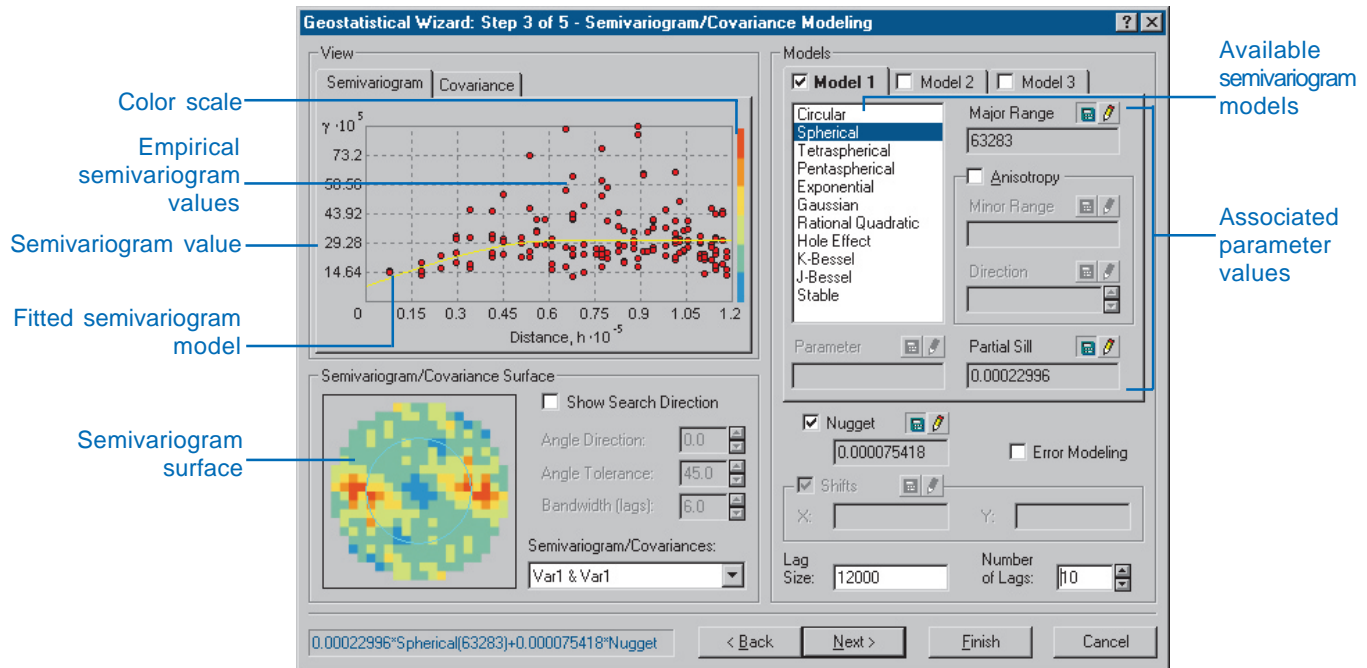 Geostatistical Wizard: Step 3 of 5 - Semivariogram/Covariance Modeling
View
Semivariogram
Covariance
γ·10 5
73.2
58.56
43.92
29.28
14.64
0 0.15 0.3 0.45 0.6 0.75 0.9 1.05 1.2
Distance, h·10 -5
Color scale
Empirical
semivariogram
values
Semivariogram value
Fitted semivariogram
model
Semivariogram
surface
Semivariogram/Covariance Surface
Show Search Direction
Angle Direction: 0.0
Angle Tolerance: 45.0
Bandwidth (lags): 6.0
Semivariogram/Covariances:
Var1 & Var1
Models
Model 1
Model 2
Model 3
Circular
Spherical
Tetraspherical
Pentaspherical
Exponential
Gaussian
Rational Quadratic
Hole Effect
K-Bessel
J-Bessel
Stable
Major Range
63283
Anisotropy
Minor Range
Direction
Parameter
Partial Sill
0.00022996
Nugget
0.000075418
Error Modeling
Shifts
X:
Y:
Lag
Size: 12000
Number
of Lags: 10
Available
semivariogram
models
Associated
parameter
values
0.00022996*Spherical(63283)+0.000075418*Nugget
< Back
Next >
Finish
Cancel